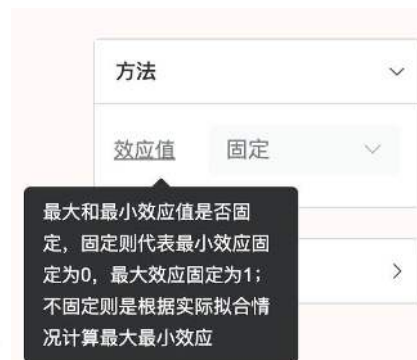 方法
效应值 固定
最大和最小效应值是否固
定，固定则代表最小效应固
定为0，最大效应固定为1；
不固定则是根据实际拟合情
况计算最大最小效应